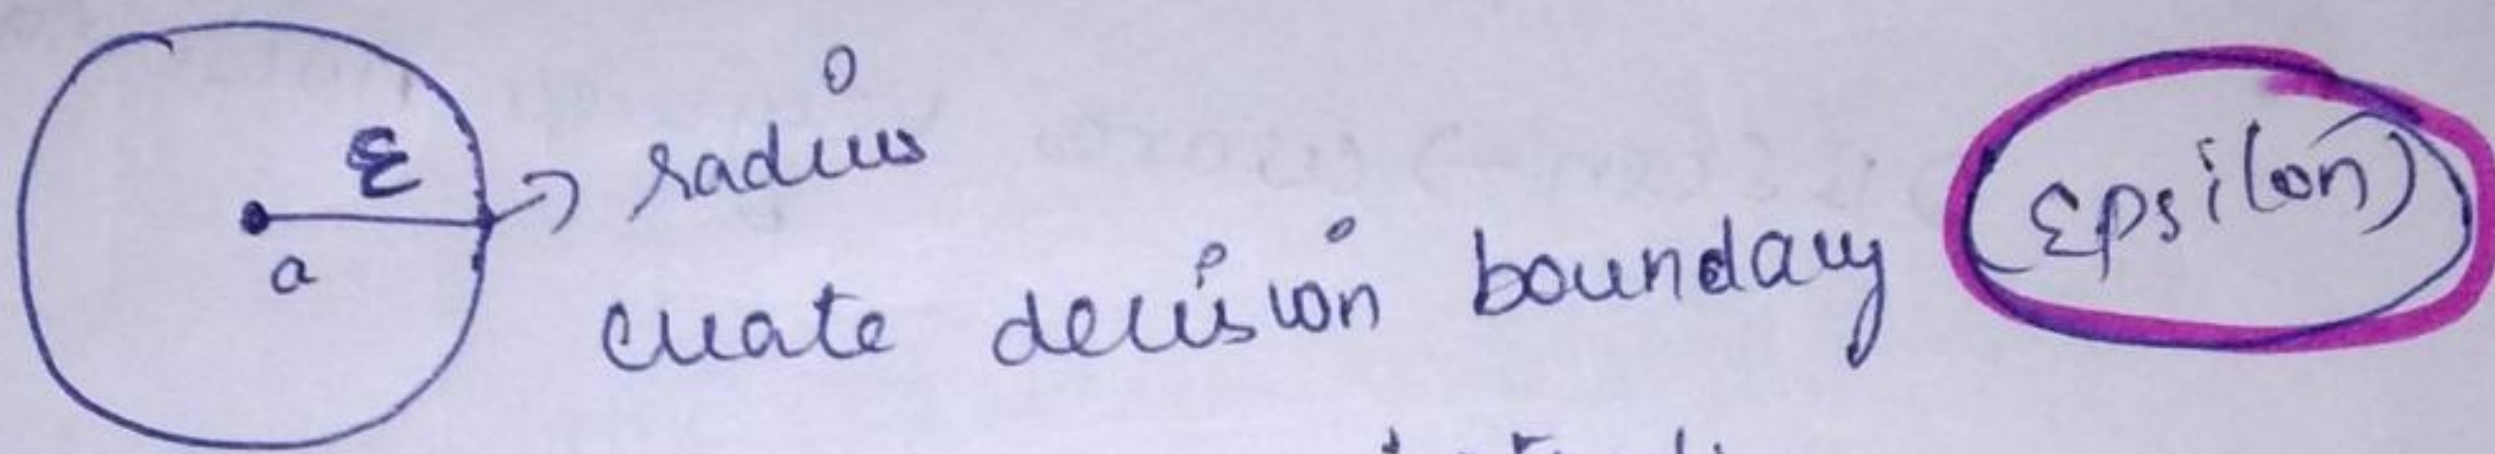 ε
a
→ radius
create decision boundary (Epsilon)